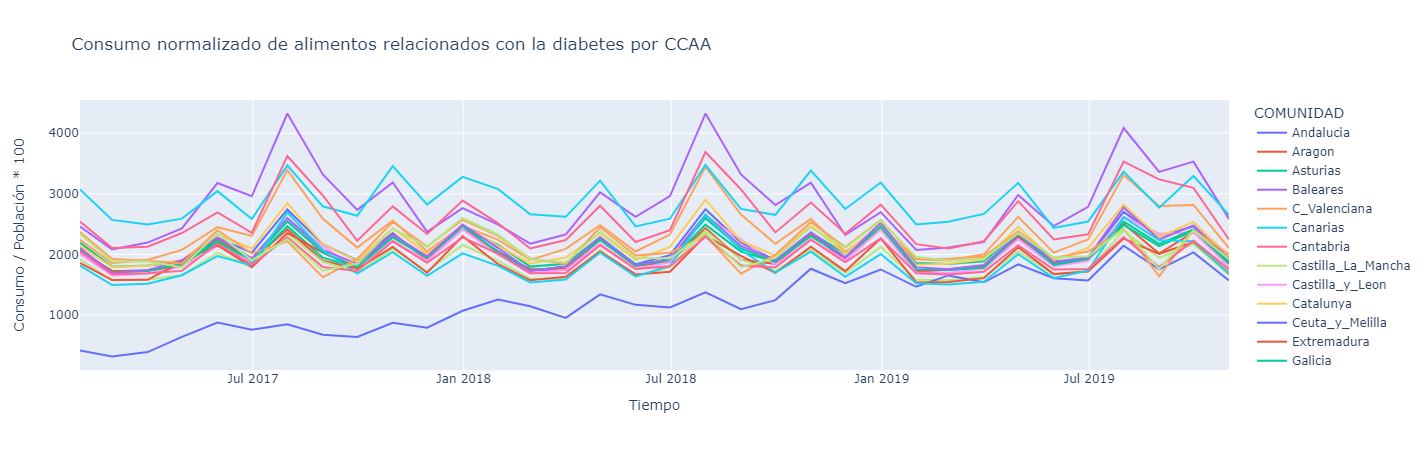 Consumo normalizado de alimentos relacionados con la diabetes por CCAA
Consumo / Población * 100
4000
3000
2000
1000
Jul 2017
Jan 2018
Jul 2018
Jan 2019
Jul 2019
Tiempo
COMUNIDAD
Andalucia
Aragon
Asturias
Baleares
C_Valenciana
Canarias
Cantabria
Castilla_La_Mancha
Castilla_y_Leon
Catalunya
Ceuta_y_Melilla
Extremadura
Galicia